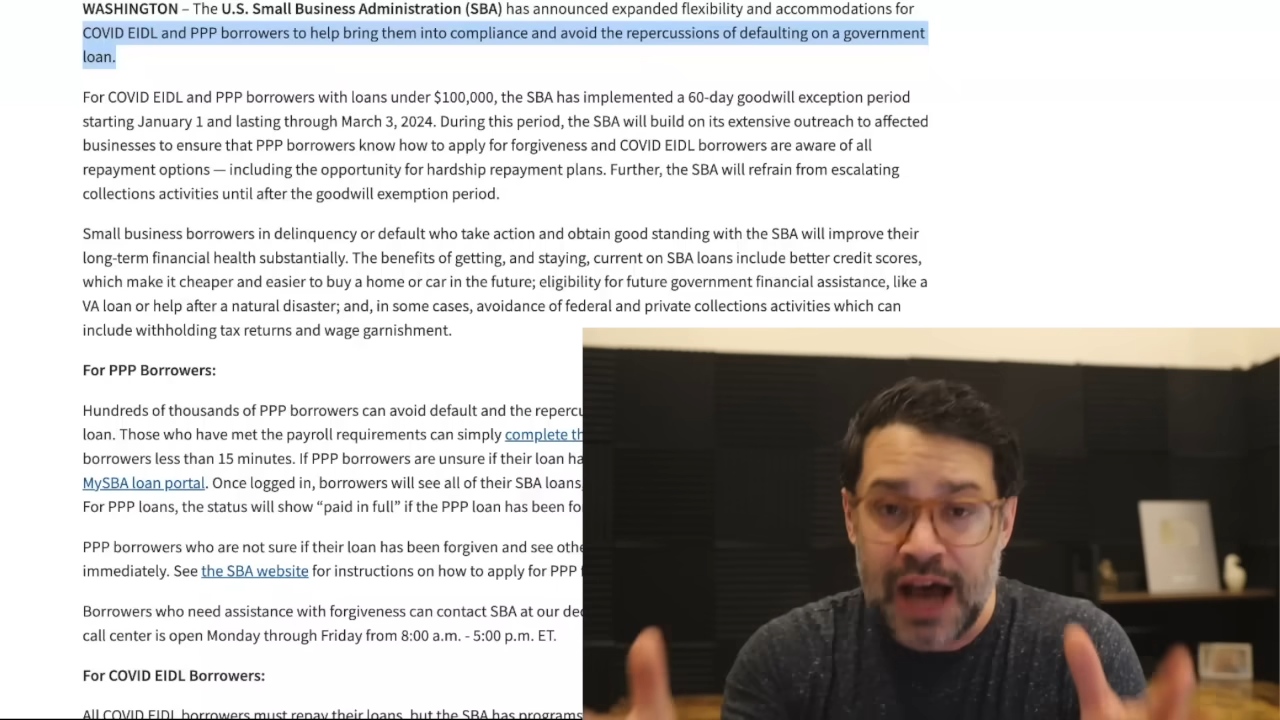 WASHINGTON – The U.S. Small Business Administration (SBA) has announced expanded flexibility and accommodations for
COVID EIDL and PPP borrowers to help bring them into compliance and avoid the repercussions of defaulting on a government
loan.
For COVID EIDL and PPP borrowers with loans under $100,000, the SBA has implemented a 60-day goodwill exception period
starting January 1 and lasting through March 3, 2024. During this period, the SBA will build on its extensive outreach to affected
businesses to ensure that PPP borrowers know how to apply for forgiveness and COVID EIDL borrowers are aware of all
repayment options — including the opportunity for hardship repayment plans. Further, the SBA will refrain from escalating
collections activities until after the goodwill exemption period.
Small business borrowers in delinquency or default who take action and obtain good standing with the SBA will improve their
long-term financial health substantially. The benefits of getting, and staying, current on SBA loans include better credit scores,
which make it cheaper and easier to buy a home or car in the future; eligibility for future government financial assistance, like a
VA loan or help after a natural disaster; and, in some cases, avoidance of federal and private collections activities which can
include withholding tax returns and wage garnishment.
For PPP Borrowers:
Hundreds of thousands of PPP borrowers can avoid default and the repercu
loan. Those who have met the payroll requirements can simply complete th
borrowers less than 15 minutes. If PPP borrowers are unsure if their loan ha
MySBA loan portal. Once logged in, borrowers will see all of their SBA loans,
For PPP loans, the status will show “paid in full” if the PPP loan has been fo
PPP borrowers who are not sure if their loan has been forgiven and see othe
immediately. See the SBA website for instructions on how to apply for PPP
Borrowers who need assistance with forgiveness can contact SBA at our de
call center is open Monday through Friday from 8:00 a.m. - 5:00 p.m. ET.
For COVID EIDL Borrowers:
All COVID EIDL borrowers must repay their loans, but the SBA has programs